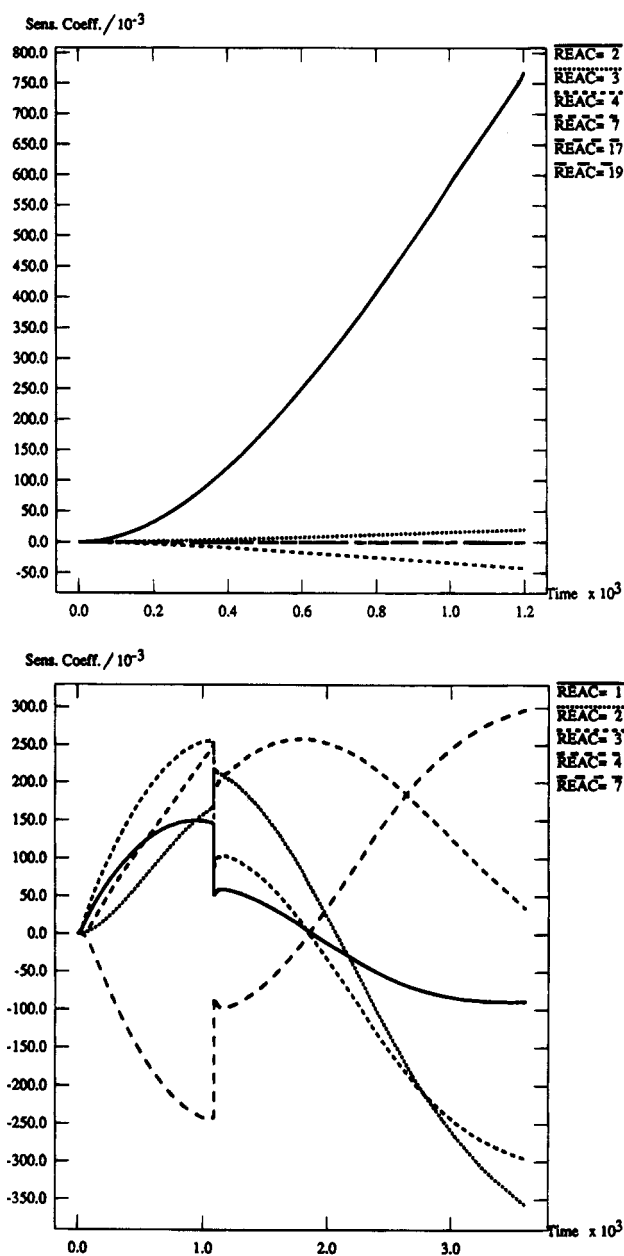 Sens. Coeff. / 10⁻³
800.0
750.0
700.0
650.0
600.0
550.0
500.0
450.0
400.0
350.0
300.0
250.0
200.0
150.0
100.0
50.0
0.0
-50.0
0.0 0.2 0.4 0.6 0.8 1.0 1.2
Time x 10³
REAC= 2
REAC= 3
REAC= 4
REAC= 7
REAC= 17
REAC= 19
Sens. Coeff. / 10⁻³
300.0
250.0
200.0
150.0
100.0
50.0
0.0
-50.0
-100.0
-150.0
-200.0
-250.0
-300.0
-350.0
0.0 1.0 2.0 3.0
Time x 10³
REAC= 1
REAC= 2
REAC= 3
REAC= 4
REAC= 7